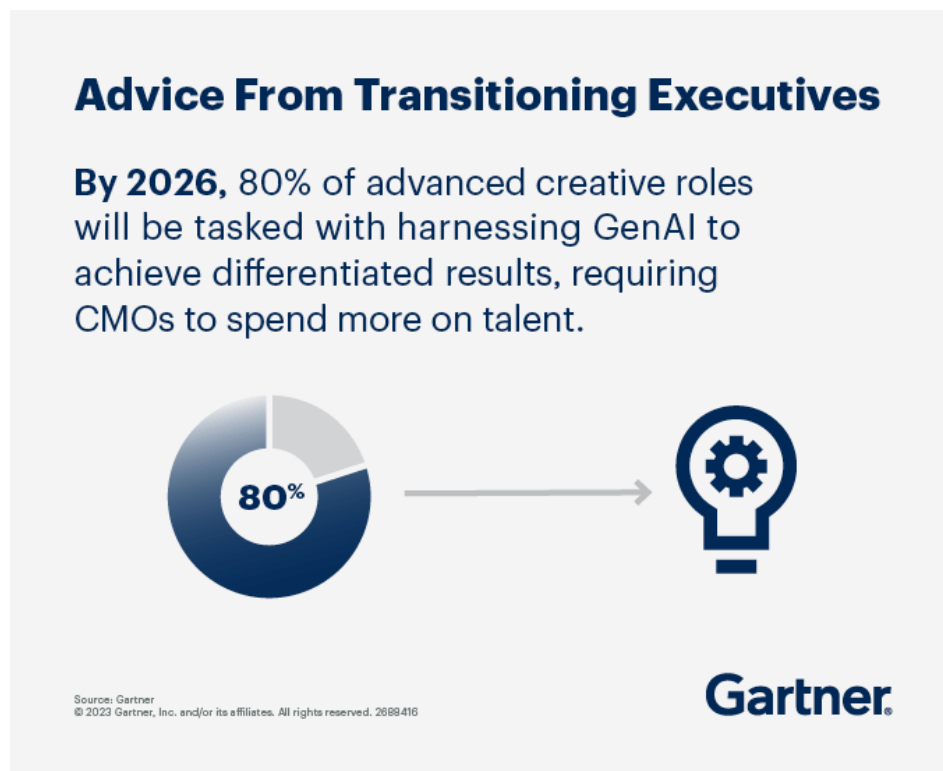 Advice From Transitioning Executives
By 2026, 80% of advanced creative roles
will be tasked with harnessing GenAI to
achieve differentiated results, requiring
CMOs to spend more on talent.
80%
Source: Gartner
© 2023 Gartner, Inc. and/or its affiliates. All rights reserved. 2688416
Gartner®